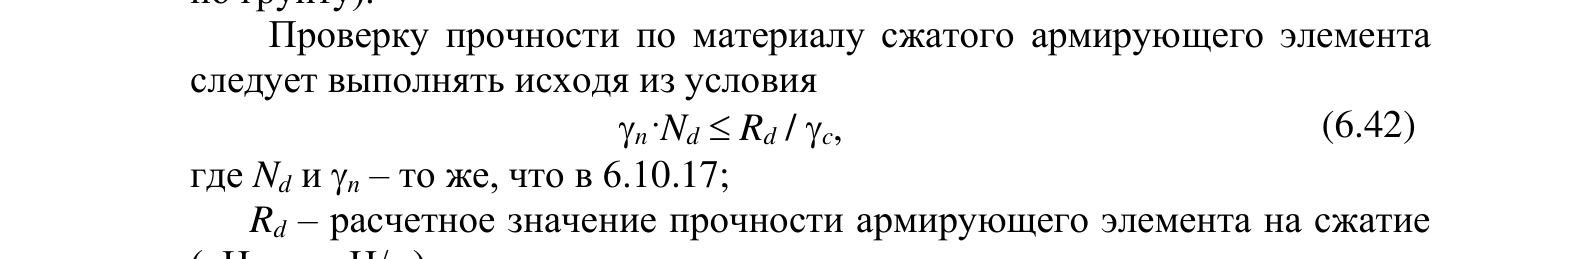 Проверку прочности по материалу сжатого армирующего элемента
следует выполнять исходя из условия
γn·Nd ≤ Rd / γc, (6.42)
где Nd и γn – то же, что в 6.10.17;
Rd – расчетное значение прочности армирующего элемента на сжатие